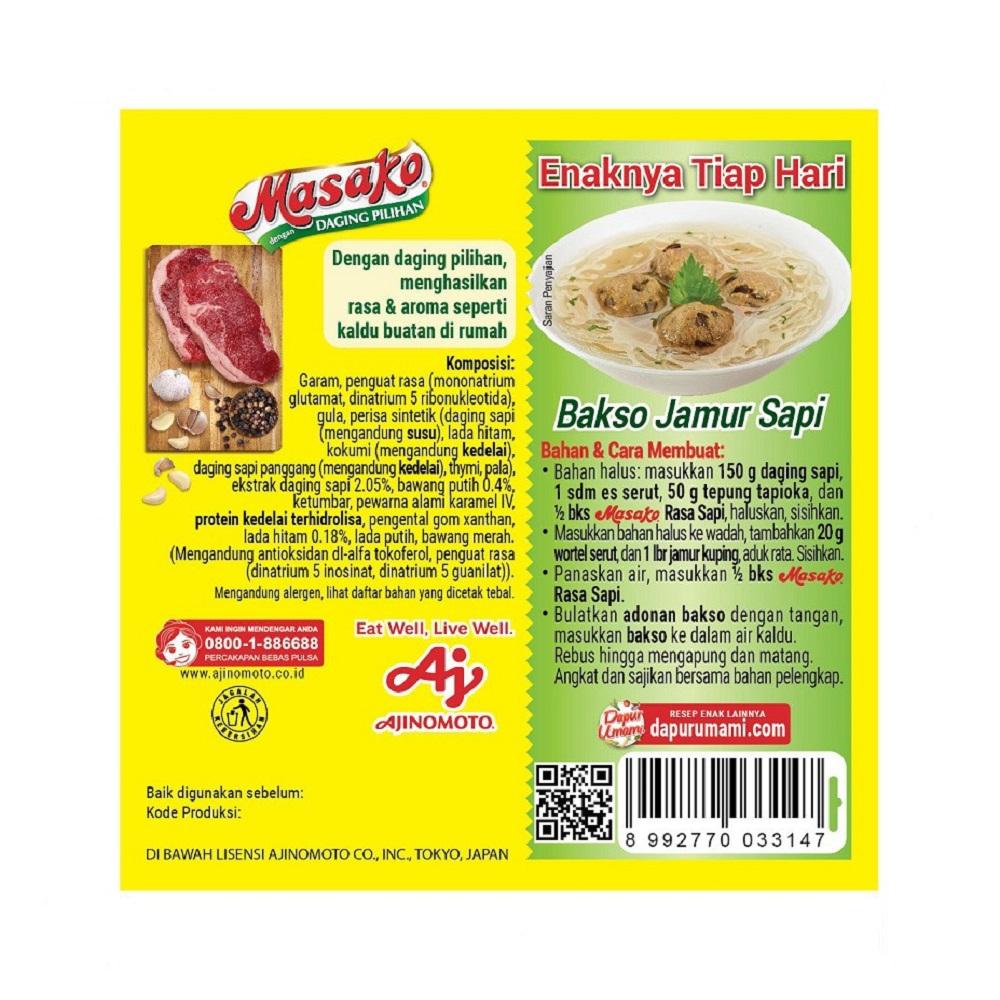 Masako®
dengan DAGING PILIHAN
Dengan daging pilihan,
menghasilkan
rasa & aroma seperti
kaldu buatan di rumah
Komposisi:
Garam, penguat rasa (mononatrium
glutamat, dinatrium 5 ribonukleotida),
gula, perisa sintetik (daging sapi
(mengandung susu), lada hitam,
kokumi (mengandung kedelai),
daging sapi panggang (mengandung kedelai), thymi, pala),
ekstrak daging sapi 2.05%, bawang putih 0.4%,
ketumbar, pewarna alami karamel IV,
protein kedelai terhidrolisa, pengental gom xanthan,
lada hitam 0.18%, lada putih, bawang merah.
(Mengandung antioksidan dl-alfa tokoferol, penguat rasa
(dinatrium 5 inosinat, dinatrium 5 guanilat)).
Mengandung alergen, lihat daftar bahan yang dicetak tebal.
KAMI INGIN MENDENGAR ANDA
0800-1-886688
PERCAKAPAN BEBAS PULSA
www.ajinomoto.co.id
JAGALAH
KEBERSIHAN
Eat Well, Live Well.
Aj
AJINOMOTO®
Baik digunakan sebelum:
Kode Produksi:
DI BAWAH LISENSI AJINOMOTO CO., INC., TOKYO, JAPAN
Enaknya Tiap Hari
Saran Penyajian
Bakso Jamur Sapi
Bahan & Cara Membuat:
• Bahan halus: masukkan 150 g daging sapi,
1 sdm es serut, 50 g tepung tapioka, dan
½ bks Masako® Rasa Sapi, haluskan, sisihkan.
• Masukkan bahan halus ke wadah, tambahkan 20 g
wortel serut, dan 1 lbr jamur kuping, aduk rata. Sisihkan.
• Panaskan air, masukkan ½ bks Masako®
Rasa Sapi.
• Bulatkan adonan bakso dengan tangan,
masukkan bakso ke dalam air kaldu.
Rebus hingga mengapung dan matang.
Angkat dan sajikan bersama bahan pelengkap.
Dapur
Umami
RESEP ENAK LAINNYA
dapurumami.com
8 992770 033147